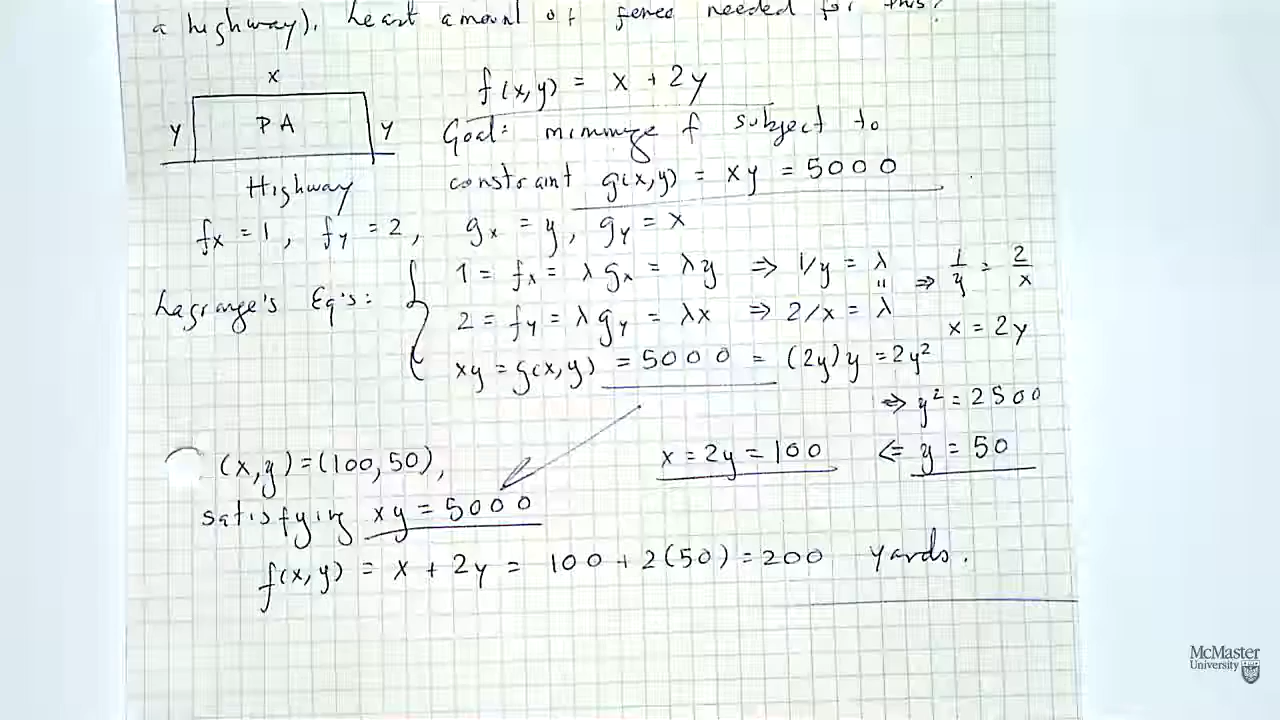 a highway). Least amount of fence needed for this?
x
f(x,y) = x + 2y
y PA y
Goal: minimize f subject to
Highway
constraint g(x,y) = xy = 5000
fx = 1, fy = 2, gx = y, gy = x
Lagrange's Eq's:
1 = fx = λ gx = λy ⇒ 1/y = λ
2 = fy = λ gy = λx ⇒ 2/x = λ
" ⇒ 1/y = 2/x
x = 2y
xy = g(x,y) = 5000 = (2y)y = 2y²
⇒ y² = 2500
x = 2y = 100 ⇐ y = 50
(x,y) = (100,50),
satisfying xy = 5000
f(x,y) = x + 2y = 100 + 2(50) = 200 yards.
McMaster
University